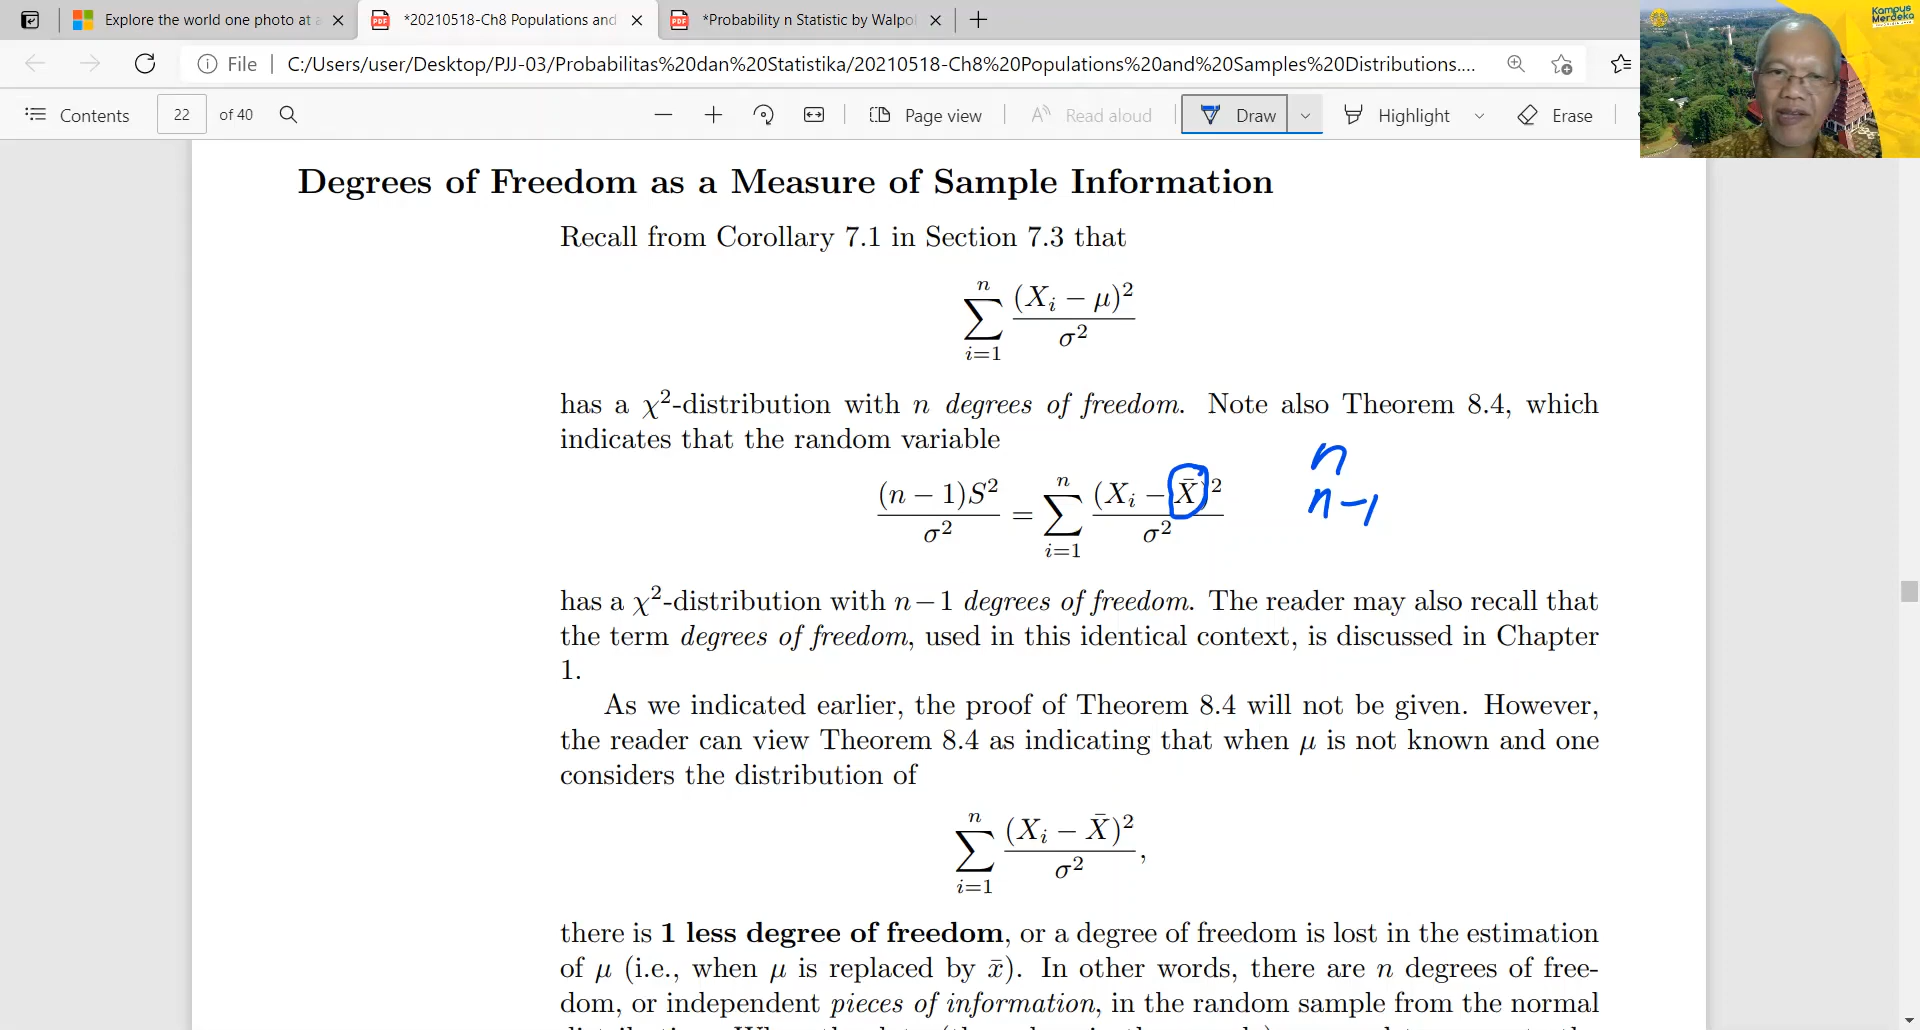 Explore the world one photo at a
*20210518-Ch8 Populations and
*Probability n Statistic by Walpol
File
C:/Users/user/Desktop/PJJ-03/Probabilitas%20dan%20Statistika/20210518-Ch8%20Populations%20and%20Samples%20Distributions....
Contents
22 of 40
Page view
Read aloud
Draw
Highlight
Erase
Kampus
Merdeka
Degrees of Freedom as a Measure of Sample Information
Recall from Corollary 7.1 in Section 7.3 that
∑_{i=1}^{n} (X_i − μ)²/σ²
has a χ²-distribution with n degrees of freedom. Note also Theorem 8.4, which
indicates that the random variable
n
(n − 1)S²/σ² = ∑_{i=1}^{n} (X_i − X̄)²/σ²
n-1
has a χ²-distribution with n−1 degrees of freedom. The reader may also recall that
the term degrees of freedom, used in this identical context, is discussed in Chapter
1.
As we indicated earlier, the proof of Theorem 8.4 will not be given. However,
the reader can view Theorem 8.4 as indicating that when μ is not known and one
considers the distribution of
∑_{i=1}^{n} (X_i − X̄)²/σ²,
there is 1 less degree of freedom, or a degree of freedom is lost in the estimation
of μ (i.e., when μ is replaced by x̄). In other words, there are n degrees of free-
dom, or independent pieces of information, in the random sample from the normal